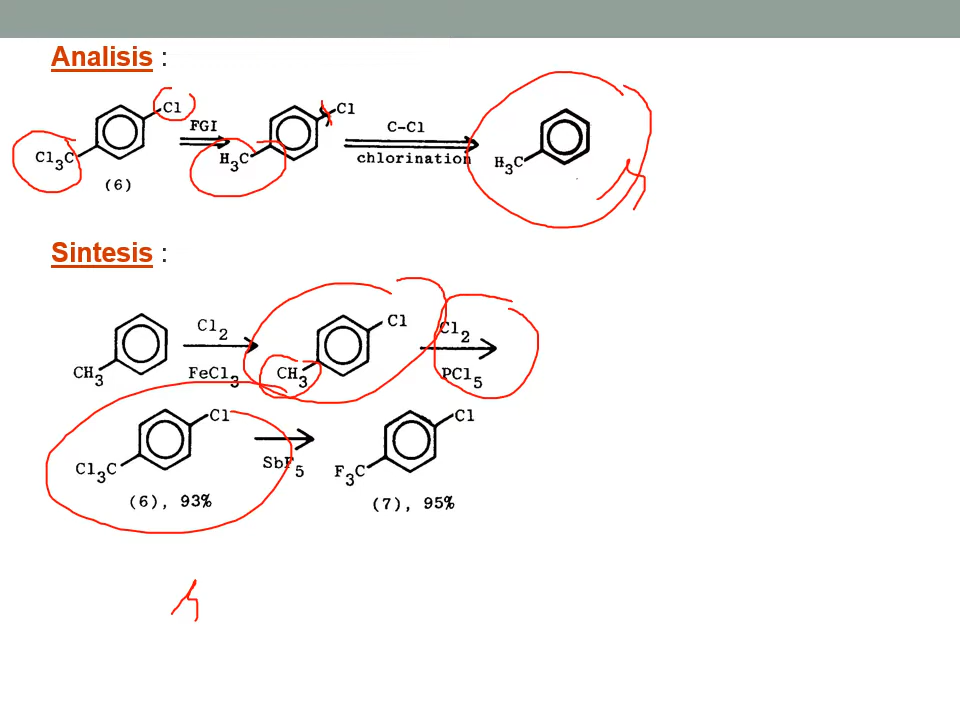 Analisis :
Cl
Cl3C
(6)
FGI
Cl
H3C
C-Cl
chlorination
H3C
Sintesis :
CH3
Cl2
FeCl3
Cl
CH3
Cl2
PCl5
Cl
Cl3C
(6), 93%
SbF5
Cl
F3C
(7), 95%